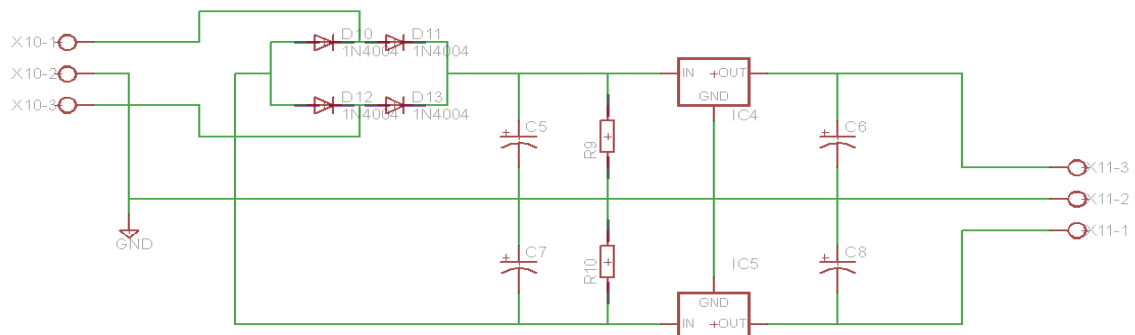 X10-1
X10-2
X10-3
D10
1N4004
D11
1N4004
D12
1N4004
D13
1N4004
GND
C5
C7
R9
R10
IN
+OUT
GND
IC4
IC5
GND
IN
+OUT
C6
C8
X11-3
X11-2
X11-1